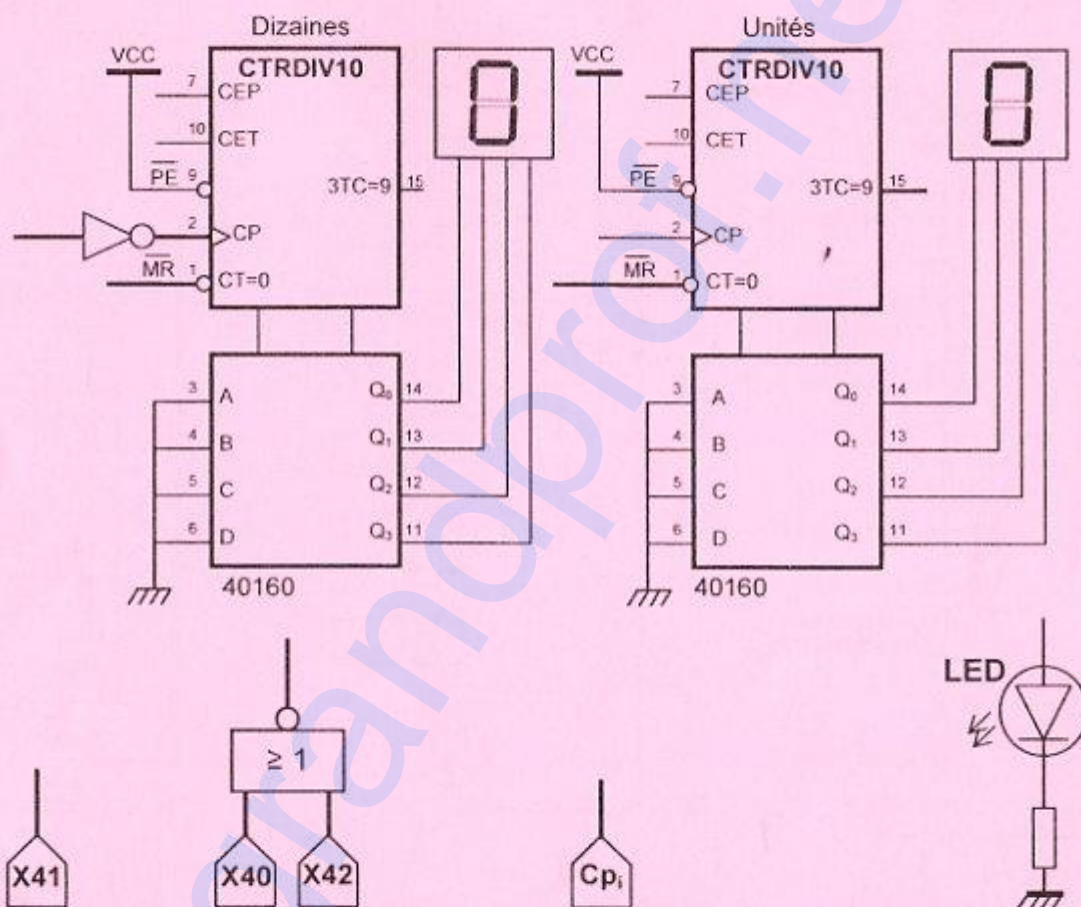 Dizaines Unités
VCC VCC
CTRDIV10 CTRDIV10
7 CEP 7 CEP
10 CET 10 CET
PE 9 3TC=9 15 PE 9 3TC=9 15
2 CP 2 CP
MR 1 CT=0 MR 1 CT=0
3 A Q0 14 3 A Q0 14
4 B Q1 13 4 B Q1 13
5 C Q2 12 5 C Q2 12
6 D Q3 11 6 D Q3 11
40160 40160
LED
≥ 1
X41 X40 X42 Cpi
0 0